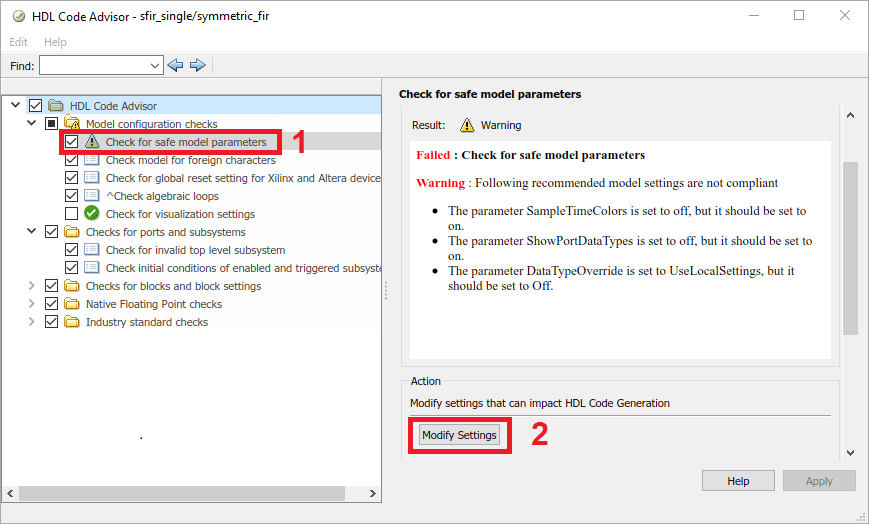 HDL Code Advisor - sfir_single/symmetric_fir
Edit Help
Find:
HDL Code Advisor
Model configuration checks
Check for safe model parameters
1
Check model for foreign characters
Check for global reset setting for Xilinx and Altera device
^Check algebraic loops
Check for visualization settings
Checks for ports and subsystems
Check for invalid top level subsystem
Check initial conditions of enabled and triggered subsyste
Checks for blocks and block settings
Native Floating Point checks
Industry standard checks
Check for safe model parameters
Result: Warning
Failed : Check for safe model parameters
Warning : Following recommended model settings are not compliant
• The parameter SampleTimeColors is set to off, but it should be set to
on.
• The parameter ShowPortDataTypes is set to off, but it should be set to
on.
• The parameter DataTypeOverride is set to UseLocalSettings, but it
should be set to Off.
Action
Modify settings that can impact HDL Code Generation
Modify Settings
2
Help Apply